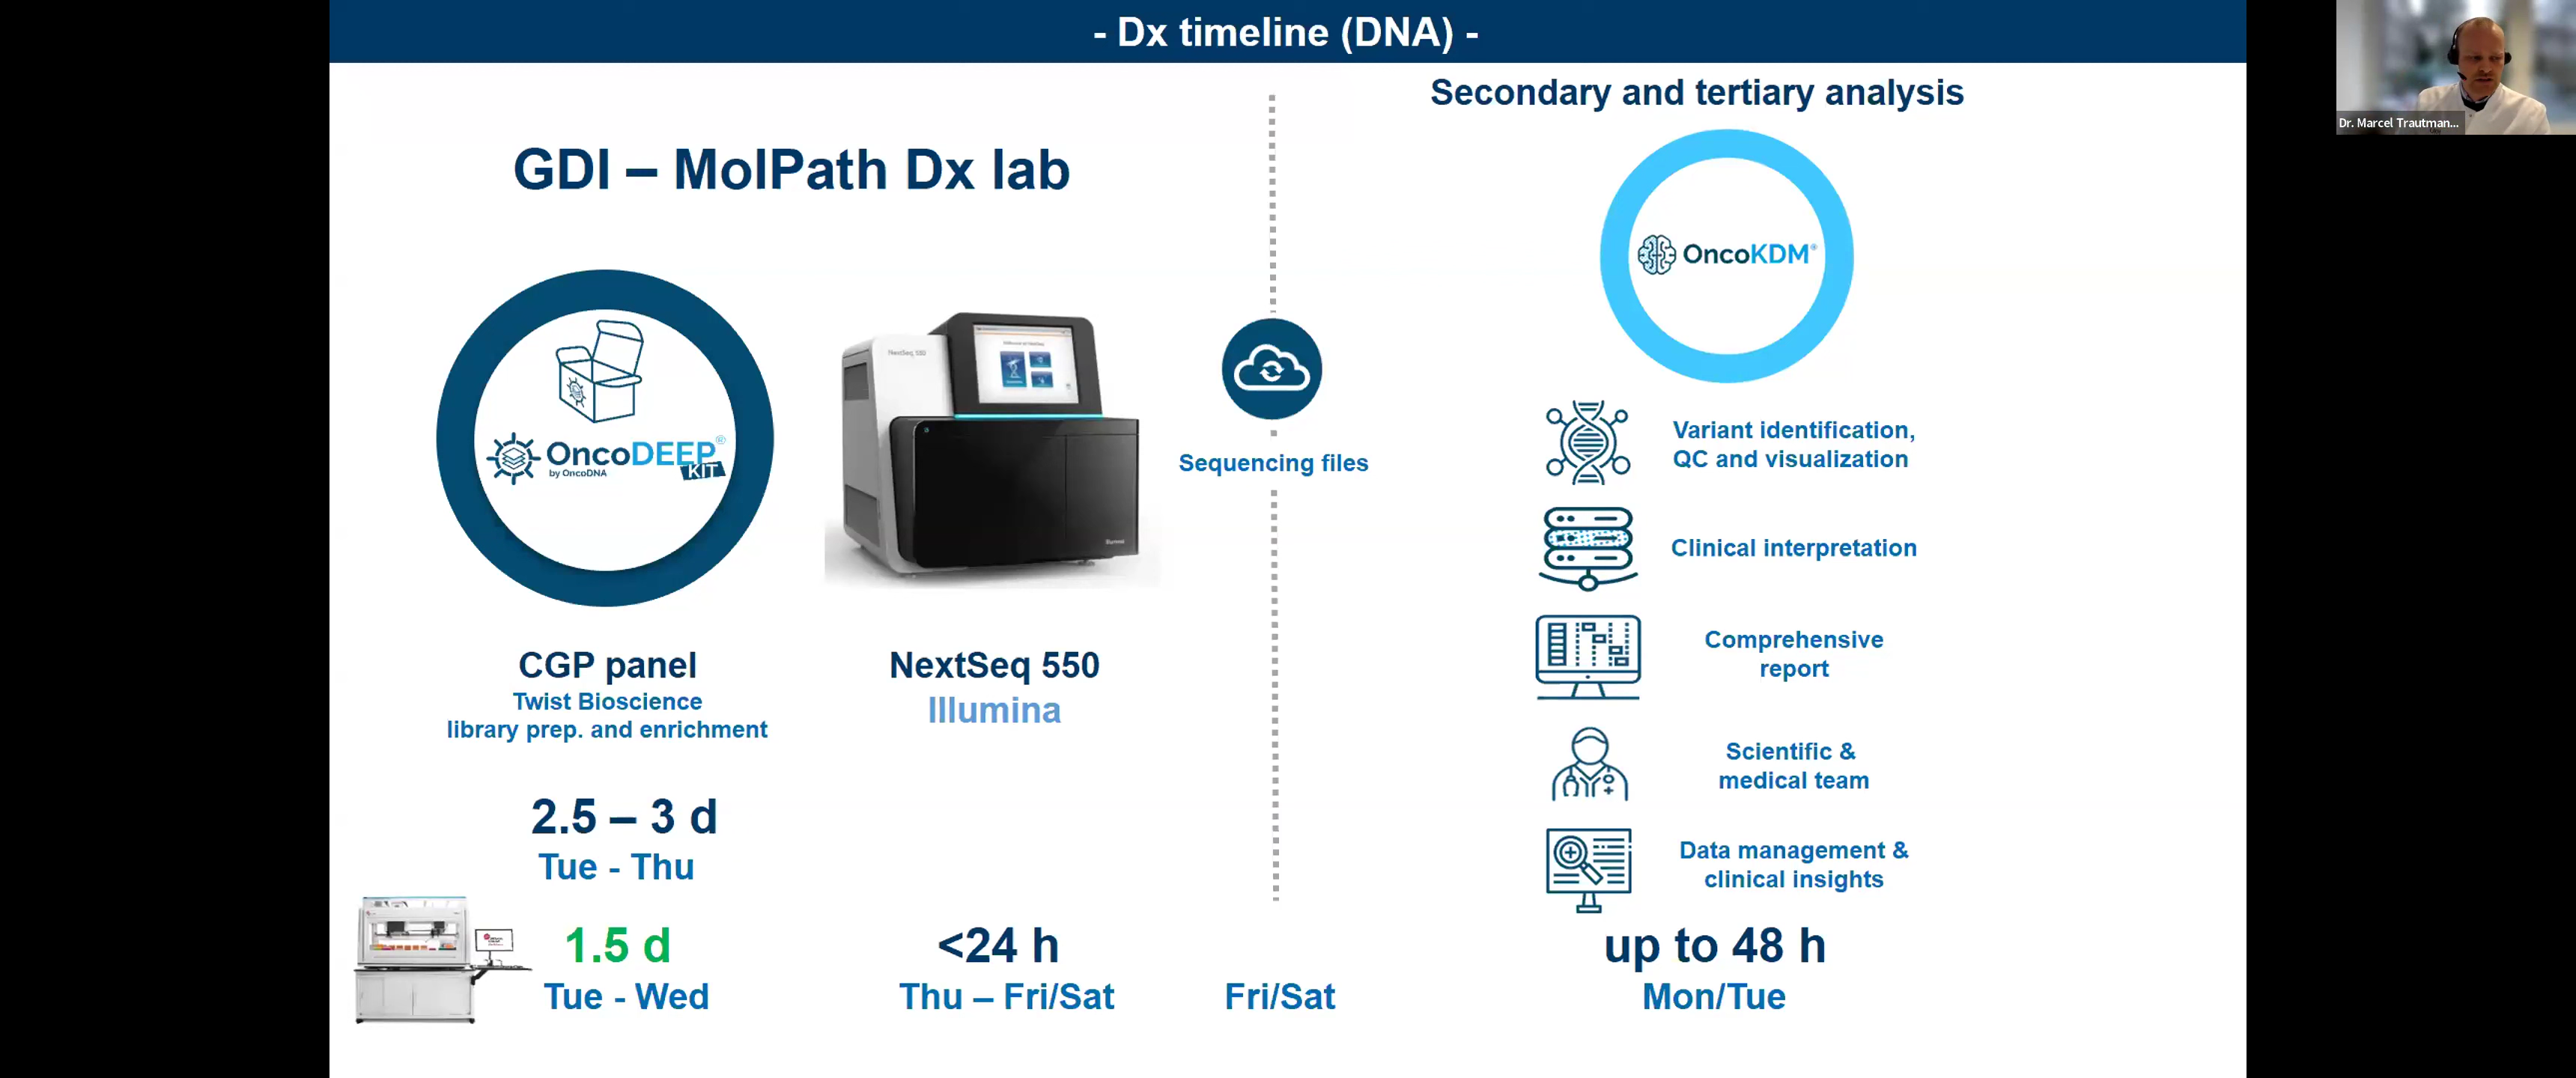 - Dx timeline (DNA) -
Dr. Marcel Trautman...
GDI – MolPath Dx lab
OncoDEEP®
KIT
by OncoDNA
NextSeq 550
CGP panel
Twist Bioscience
library prep. and enrichment
NextSeq 550
Illumina
2.5 – 3 d
Tue - Thu
1.5 d
Tue - Wed
<24 h
Thu – Fri/Sat
Sequencing files
Fri/Sat
Secondary and tertiary analysis
OncoKDM®
Variant identification,
QC and visualization
Clinical interpretation
Comprehensive
report
Scientific &
medical team
Data management &
clinical insights
up to 48 h
Mon/Tue